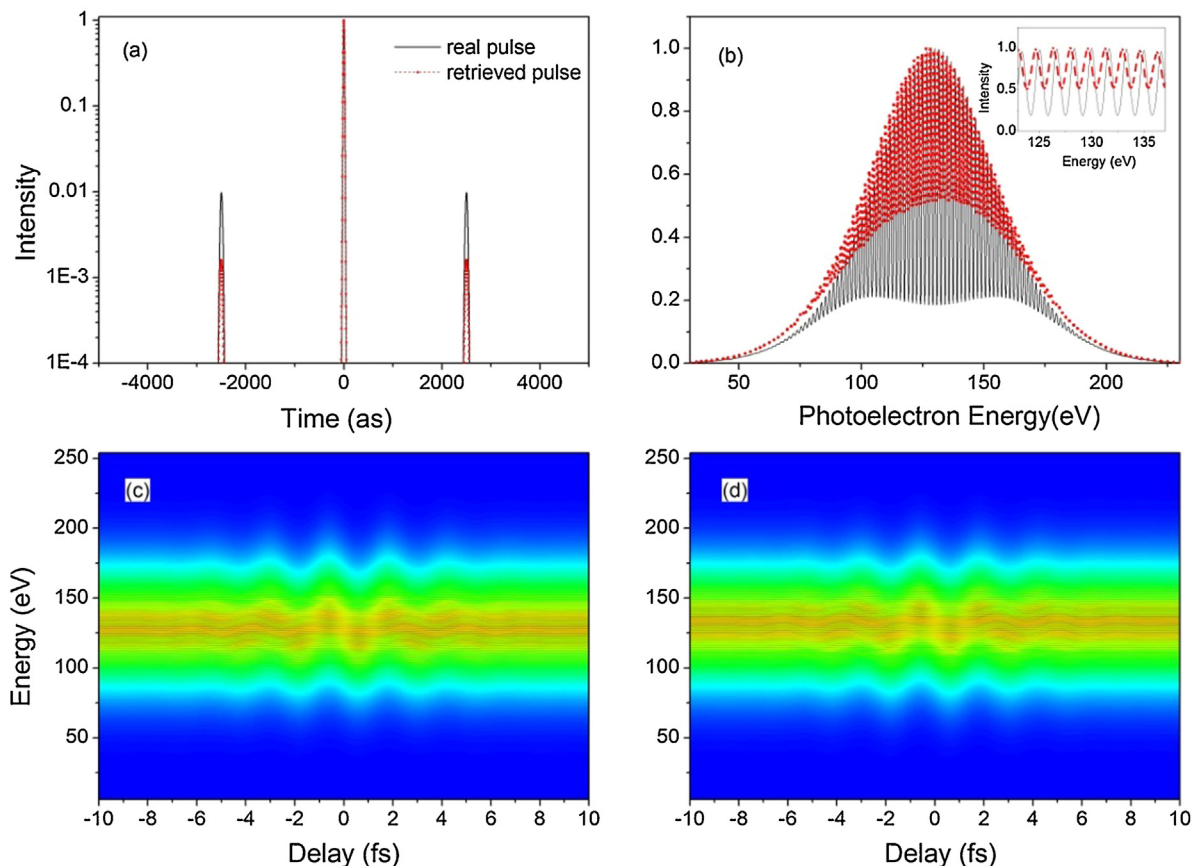 (a)
real pulse
retrieved pulse
Intensity
1
0.1
0.01
1E-3
1E-4
-4000 -2000 0 2000 4000
Time (as)
(b)
1.0
0.8
0.6
0.4
0.2
0.0
50 100 150 200
Photoelectron Energy(eV)
Intensity
1.0
0.5
0.0
125 130 135
Energy (eV)
(c)
Energy (eV)
250
200
150
100
50
-10 -8 -6 -4 -2 0 2 4 6 8 10
Delay (fs)
(d)
250
200
150
100
50
-10 -8 -6 -4 -2 0 2 4 6 8 10
Delay (fs)